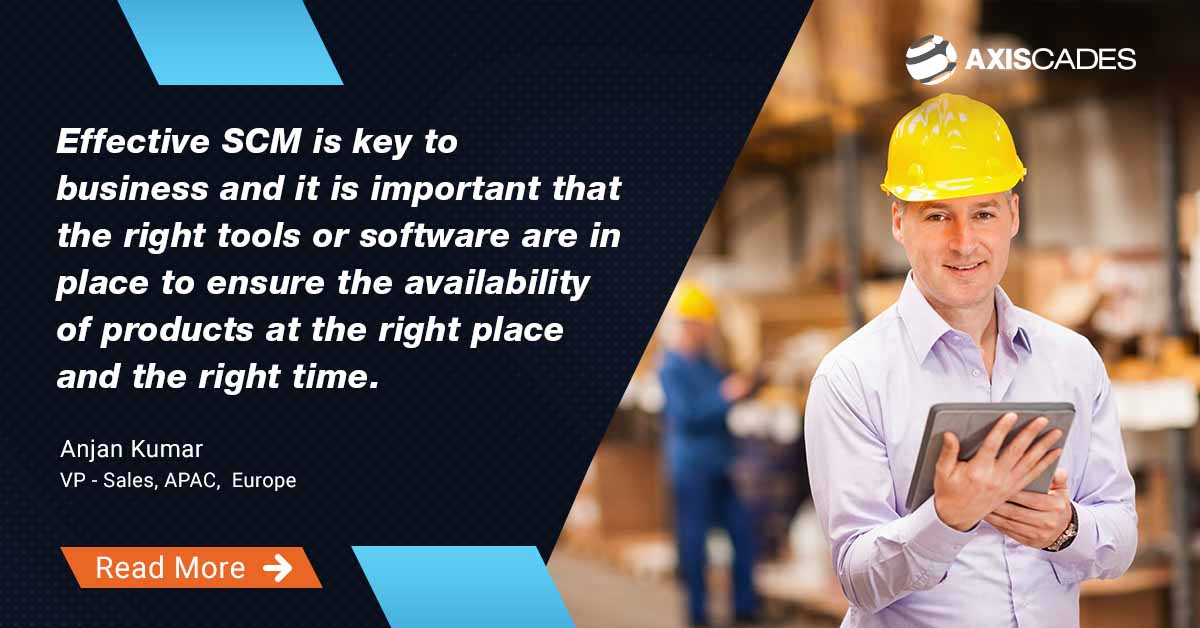 AXISCADES
Effective SCM is key to
business and it is important that
the right tools or software are in
place to ensure the availability
of products at the right place
and the right time.
Anjan Kumar
VP - Sales, APAC, Europe
Read More